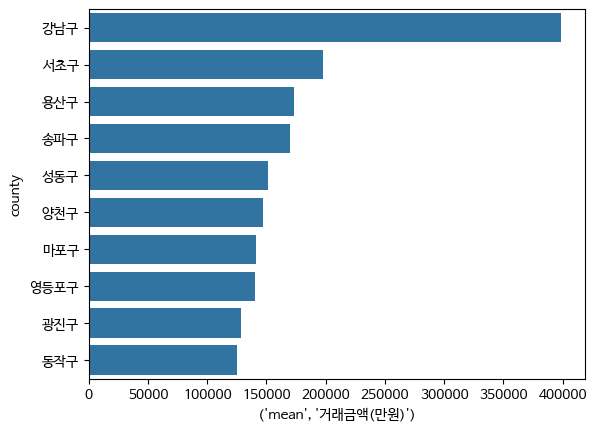 강남구
서초구
용산구
송파구
성동구
양천구
마포구
영등포구
광진구
동작구
county
0 50000 100000 150000 200000 250000 300000 350000 400000
('mean', '거래금액(만원)')